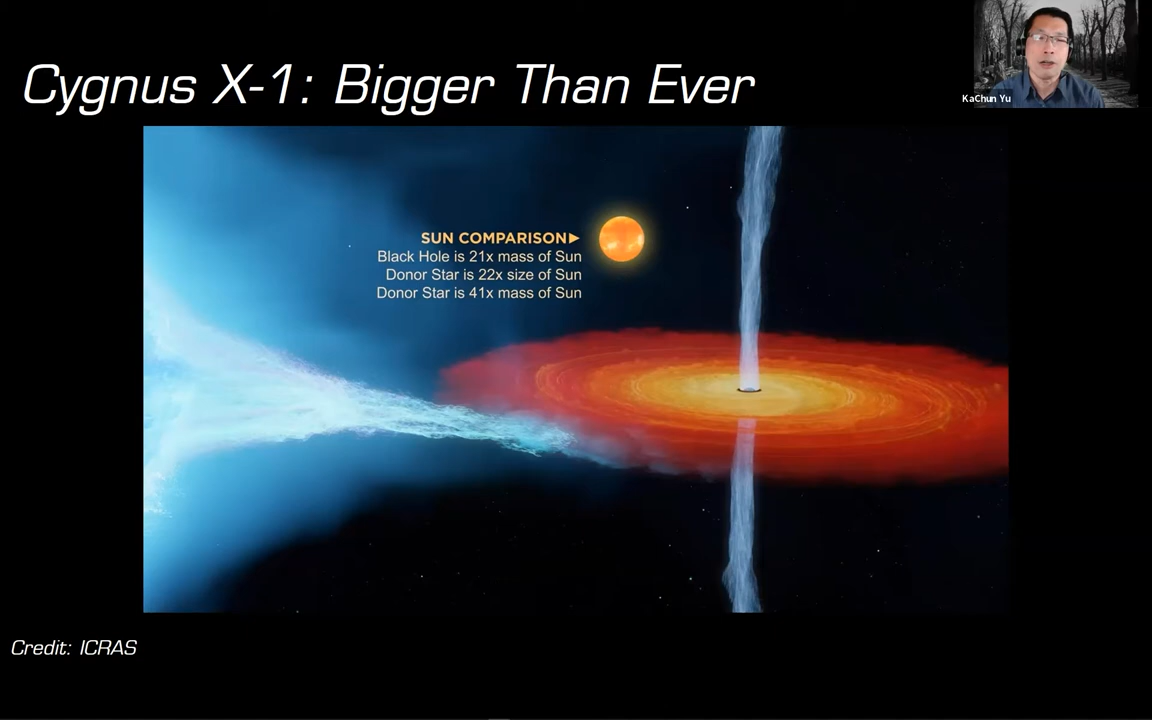 Cygnus X-1: Bigger Than Ever
KaChun Yu
SUN COMPARISON▶
Black Hole is 21x mass of Sun
Donor Star is 22x size of Sun
Donor Star is 41x mass of Sun
Credit: ICRAS